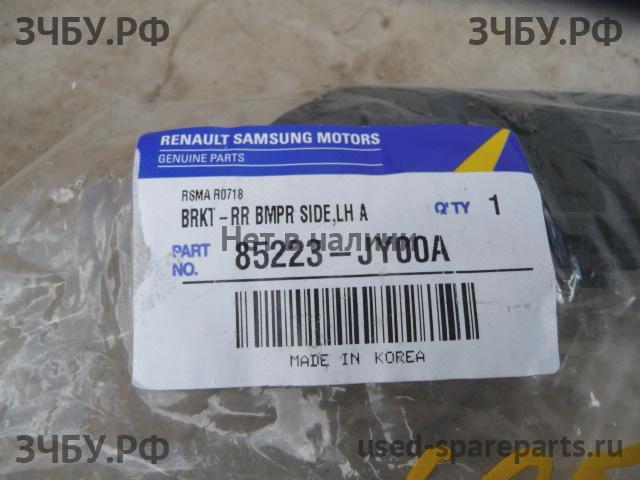 ЗЧБУ.РФ
ЗЧБУ.РФ
RENAULT SAMSUNG MOTORS
GENUINE PARTS
RSMA R0718
BRKT-RR BMPR SIDE,LH A
Q'TY 1
Нет в наличии
PART NO. 85223-JY00A
MADE IN KOREA
ЗЧБУ.РФ
used-spareparts.ru